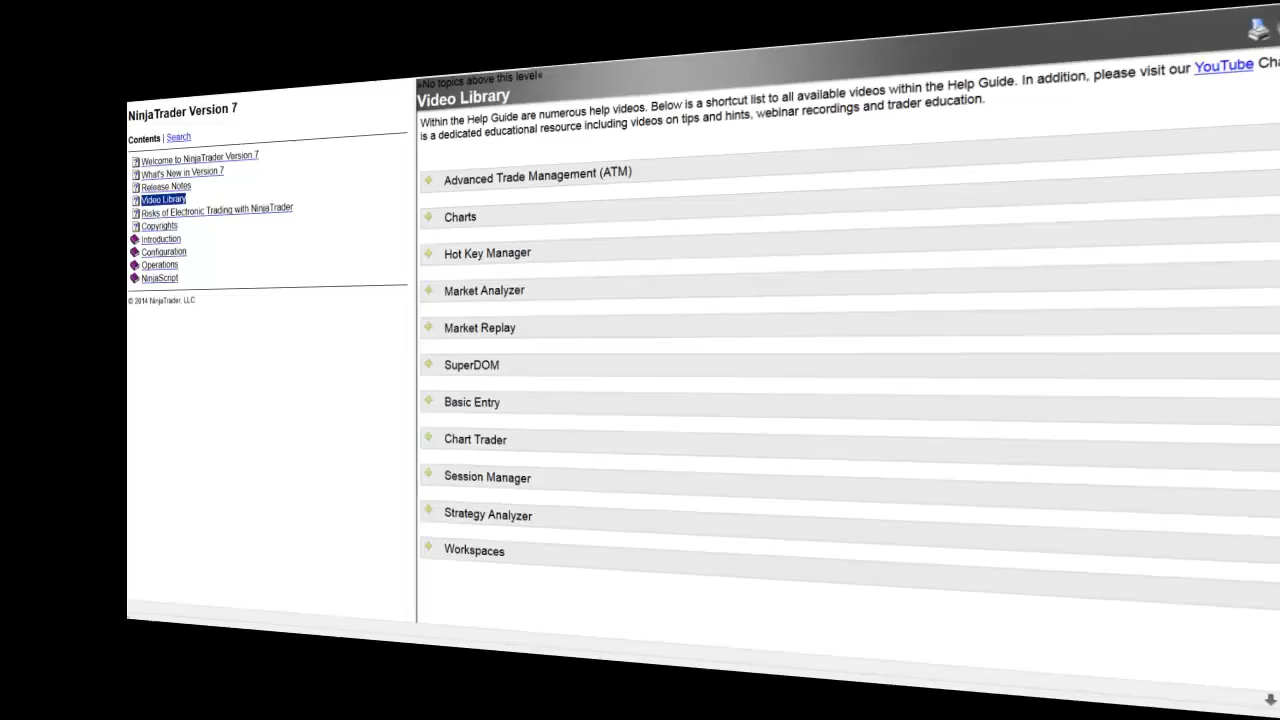 NinjaTrader Version 7
Contents | Search
Welcome to NinjaTrader Version 7
What's New in Version 7
Release Notes
Video Library
Risks of Electronic Trading with NinjaTrader
Copyrights
Introduction
Configuration
Operations
NinjaScript
© 2014 NinjaTrader, LLC
»No topics above this level«
Video Library
Within the Help Guide are numerous help videos. Below is a shortcut list to all available videos within the Help Guide. In addition, please visit our YouTube Cha
is a dedicated educational resource including videos on tips and hints, webinar recordings and trader education.
Advanced Trade Management (ATM)
Charts
Hot Key Manager
Market Analyzer
Market Replay
SuperDOM
Basic Entry
Chart Trader
Session Manager
Strategy Analyzer
Workspaces